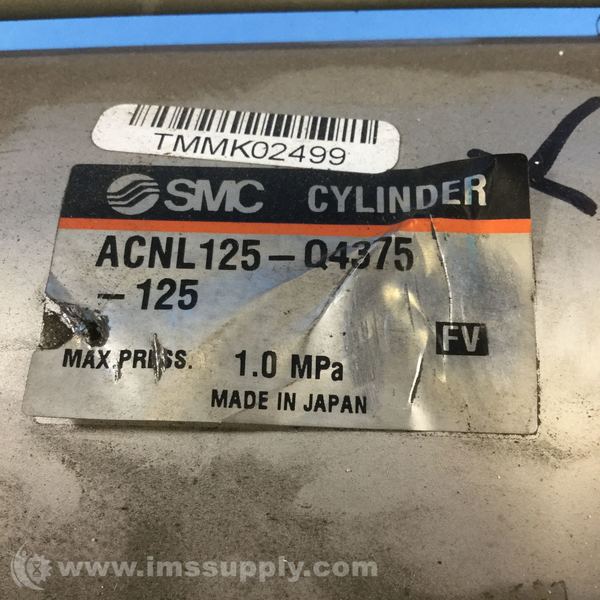 TMMK02499
SMC CYLINDER
ACNL125-Q4375
-125
MAX.PRESS. 1.0 MPa
FV
MADE IN JAPAN
www.imssupply.com